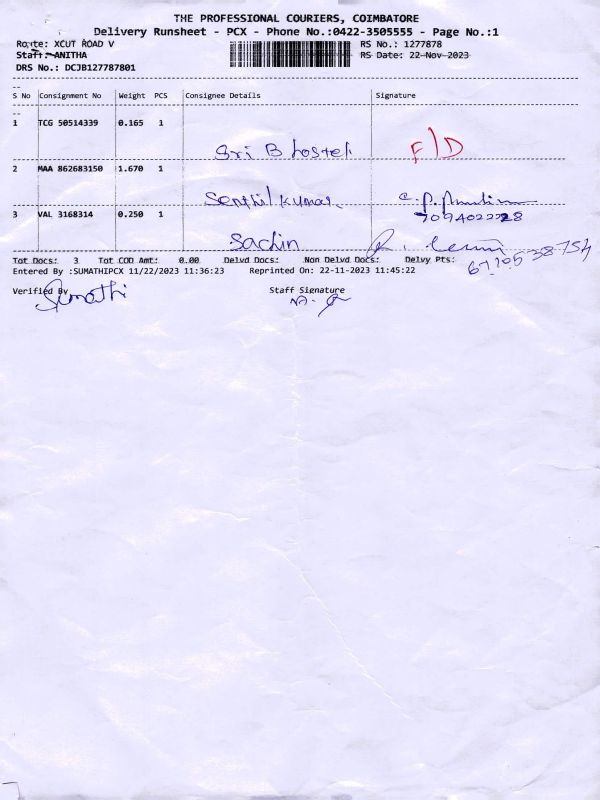 THE PROFESSIONAL COURIERS, COIMBATORE
Delivery Runsheet - PCX - Phone No.:0422-3505555 - Page No.:1
Route: XCUT ROAD V
RS No.: 1277878
Staff: ANITHA
RS Date: 22-Nov-2023
DRS No.: DCJB127787801
S No Consignment No Weight PCS Consignee Details Signature
1 TCG 50514339 0.165 1
Sri B hostel F/D
2 MAA 862683150 1.670 1
Senthil Kumar
7094022228
3 VAL 3168314 0.250 1
Sachin
Tot Docs: 3 Tot COD Amt: 0.00 Delvd Docs: Non Delvd Docs: Delvy Pts:
Entered By :SUMATHIPCX 11/22/2023 11:36:23 Reprinted On: 22-11-2023 11:45:22
Verified By Staff Signature
Sumathi